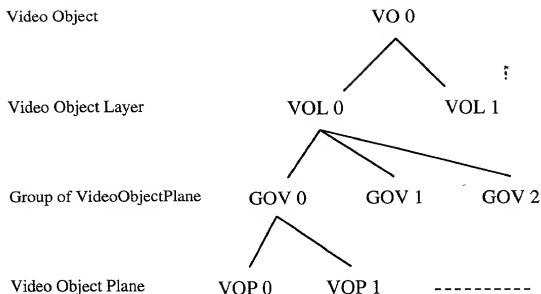 Video Object VO 0
Video Object Layer VOL 0 VOL 1
Group of VideoObjectPlane GOV 0 GOV 1 GOV 2
Video Object Plane VOP 0 VOP 1